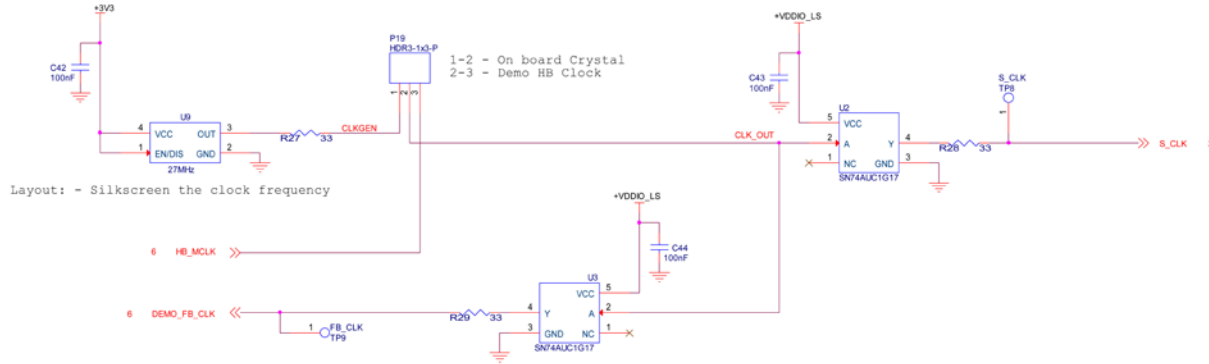 +3V3
C42
100nF
P19
HDR3-1x3-P
1-2 - On board Crystal
2-3 - Demo HB Clock
1
2
3
U9
4 VCC OUT 3
1 EN/DIS GND 2
27MHz
R27 33
CLKGEN
Layout: - Silkscreen the clock frequency
+VDDIO_LS
C43
100nF
U2
5 VCC
CLK_OUT 2 A Y 4
1 NC GND 3
SN74AUC1G17
R28 33
S_CLK
TP8
1
S_CLK
6 HB_MCLK
+VDDIO_LS
C44
100nF
U3
VCC 5
4 Y A 2
3 GND NC 1
SN74AUC1G17
R29 33
6 DEMO_FB_CLK
1 FB_CLK
TP9